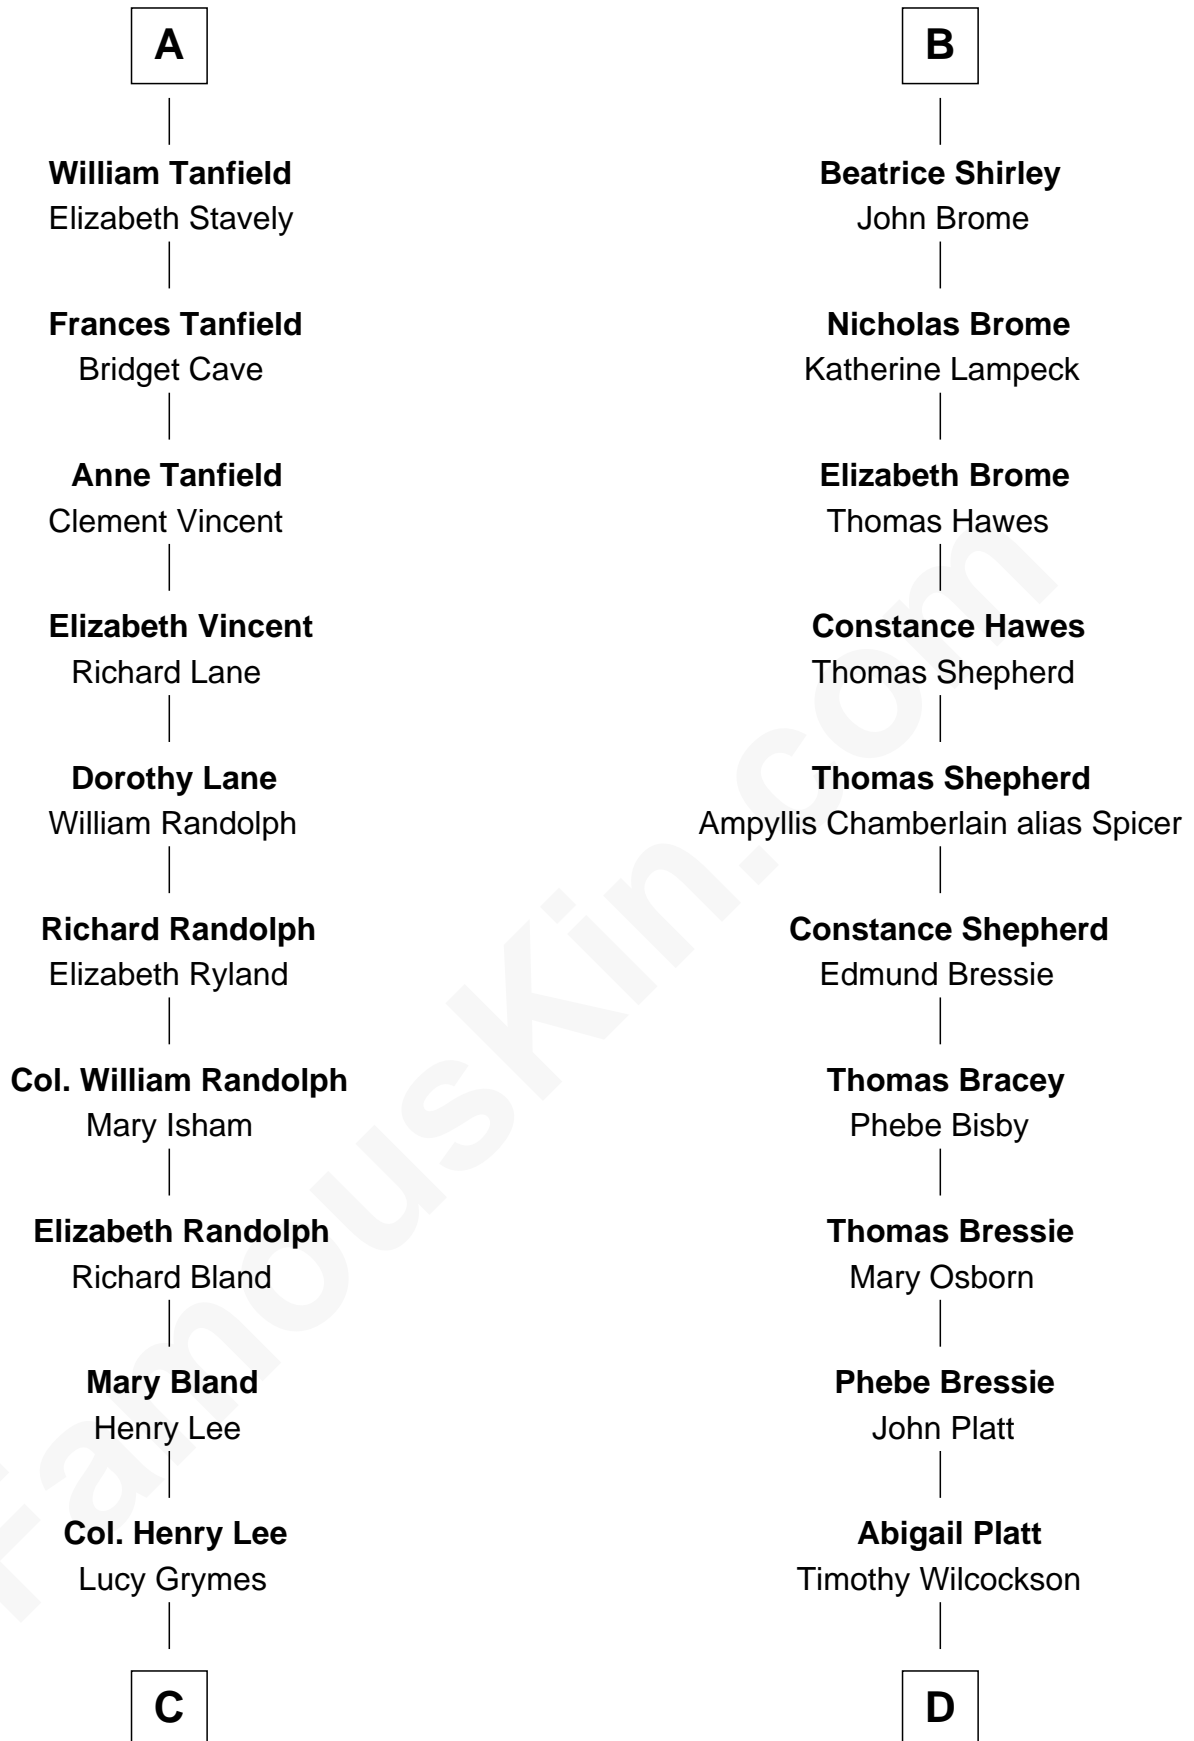 A
William Tanfield
Elizabeth Stavely
Frances Tanfield
Bridget Cave
Anne Tanfield
Clement Vincent
Elizabeth Vincent
Richard Lane
Dorothy Lane
William Randolph
Richard Randolph
Elizabeth Ryland
Col. William Randolph
Mary Isham
Elizabeth Randolph
Richard Bland
Mary Bland
Henry Lee
Col. Henry Lee
Lucy Grymes
C
B
Beatrice Shirley
John Brome
Nicholas Brome
Katherine Lampeck
Elizabeth Brome
Thomas Hawes
Constance Hawes
Thomas Shepherd
Thomas Shepherd
Ampyllis Chamberlain alias Spicer
Constance Shepherd
Edmund Bressie
Thomas Bracey
Phebe Bisby
Thomas Bressie
Mary Osborn
Phebe Bressie
John Platt
Abigail Platt
Timothy Wilcockson
D
FamousKin.com